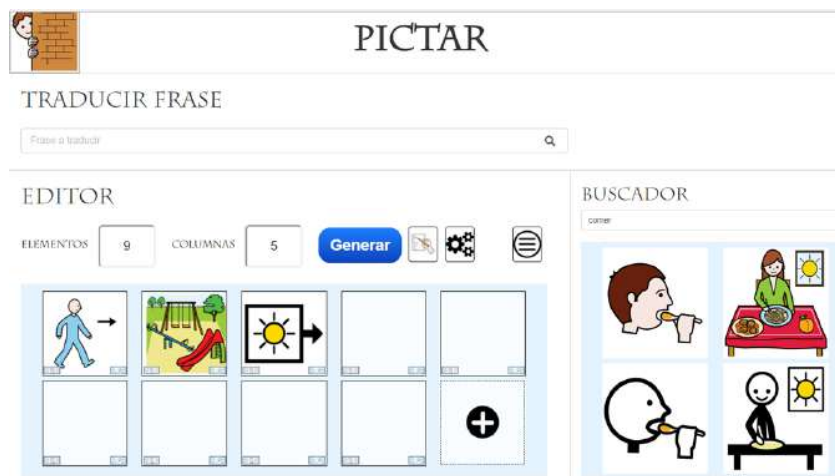 PICTAR
TRADUCIR FRASE
Frase a traducir
EDITOR
ELEMENTOS 9 COLUMNAS 5 Generar
BUSCADOR
comer